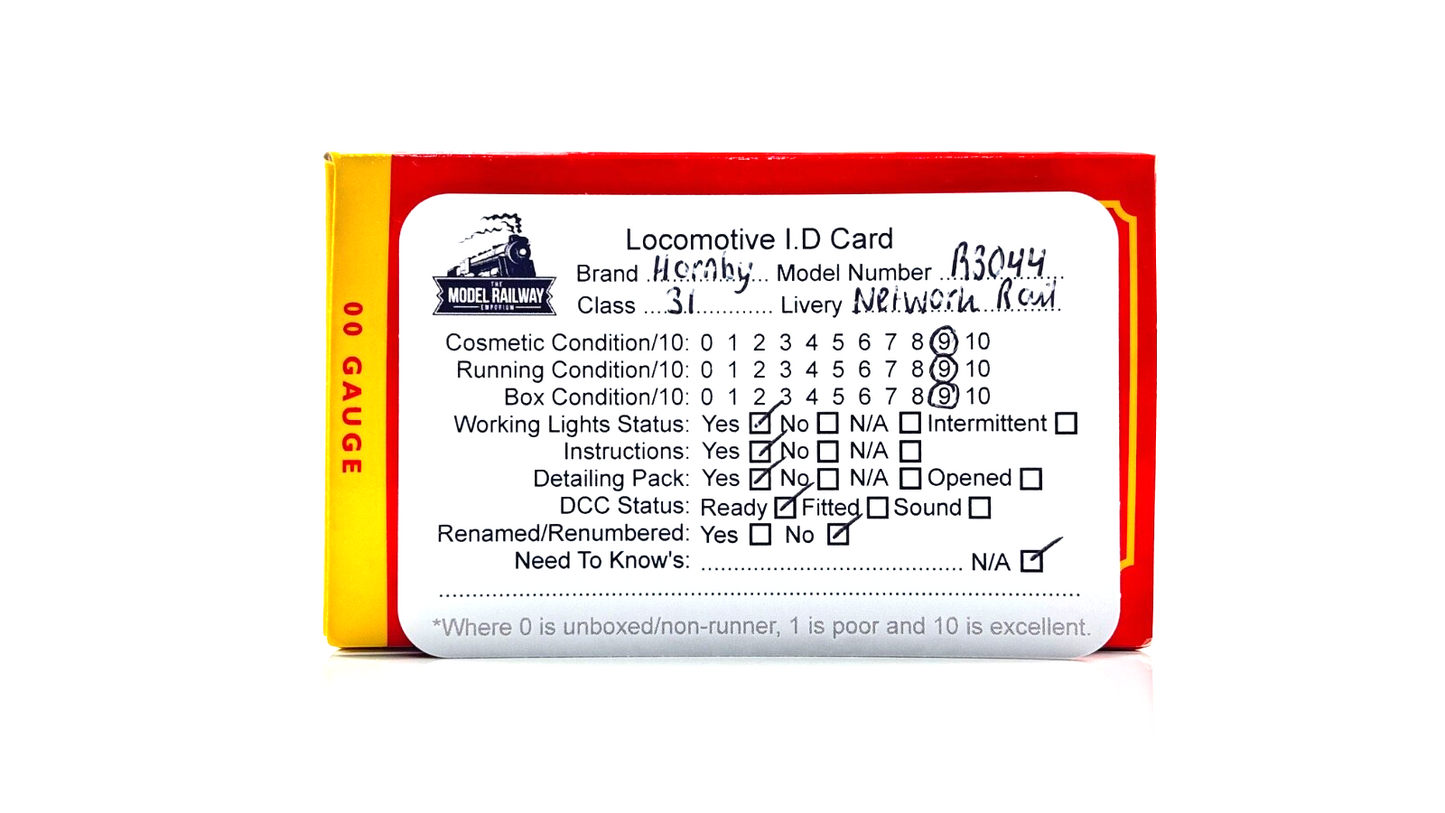 00 GAUGE
THE
MODEL RAILWAY
EMPORIUM
Locomotive I.D Card
Brand Hornby Model Number R3044
Class 31 Livery Network Rail
Cosmetic Condition/10: 0 1 2 3 4 5 6 7 8 9 10
Running Condition/10: 0 1 2 3 4 5 6 7 8 9 10
Box Condition/10: 0 1 2 3 4 5 6 7 8 9 10
Working Lights Status: Yes ☑ No ☐ N/A ☐ Intermittent ☐
Instructions: Yes ☑ No ☐ N/A ☐
Detailing Pack: Yes ☑ No ☐ N/A ☐ Opened ☐
DCC Status: Ready ☑ Fitted ☐ Sound ☐
Renamed/Renumbered: Yes ☐ No ☑
Need To Know's: ........................................ N/A ☑
*Where 0 is unboxed/non-runner, 1 is poor and 10 is excellent.